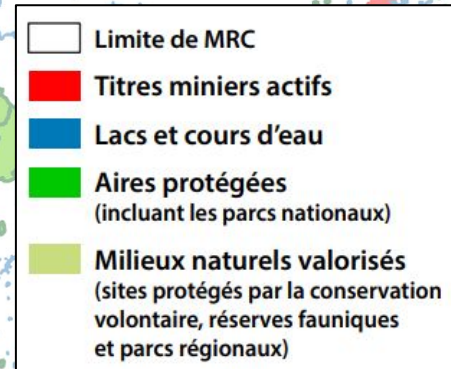 Limite de MRC
Titres miniers actifs
Lacs et cours d'eau
Aires protégées
(incluant les parcs nationaux)
Milieux naturels valorisés
(sites protégés par la conservation
volontaire, réserves fauniques
et parcs régionaux)